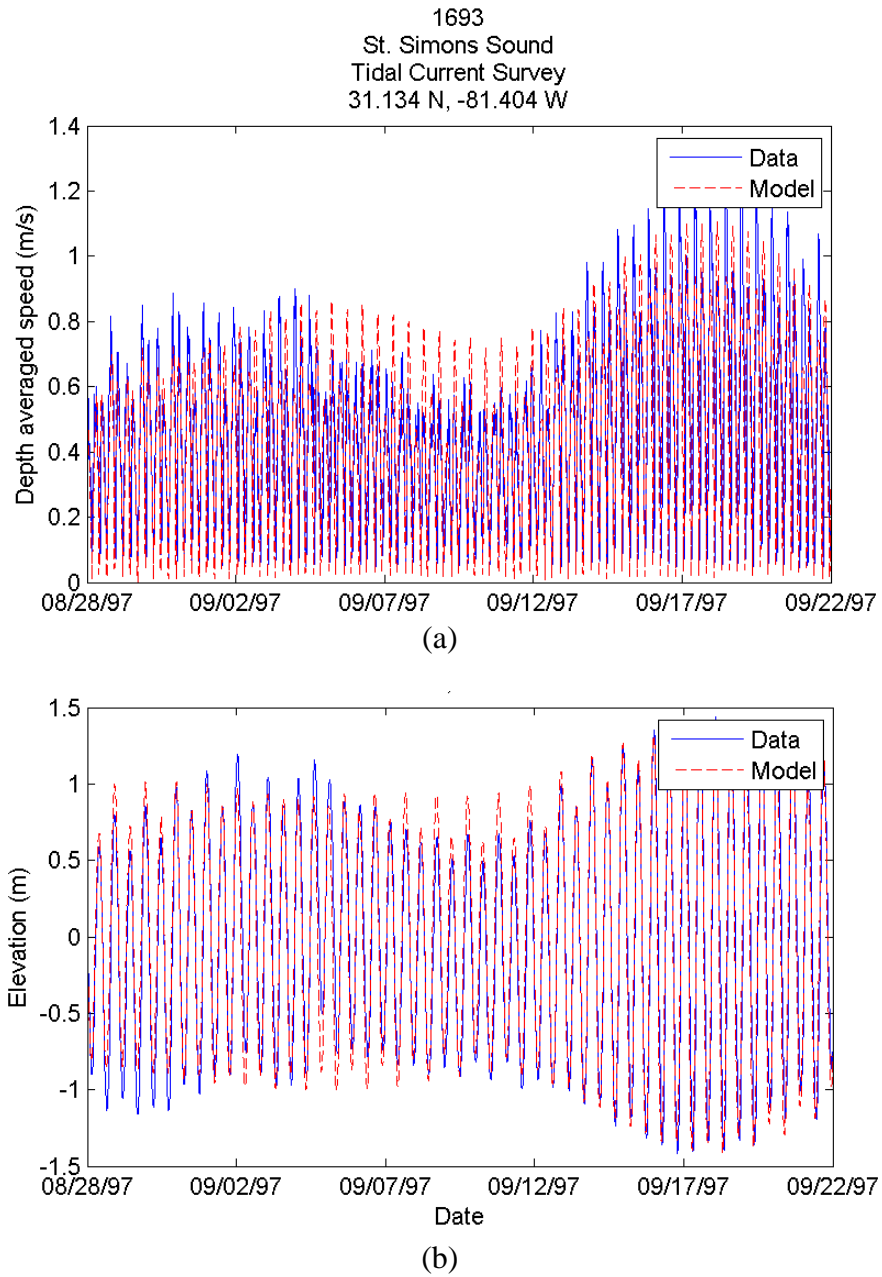 1693
St. Simons Sound
Tidal Current Survey
31.134 N, -81.404 W
1.4
1.2
1
0.8
0.6
0.4
0.2
0
Depth averaged speed (m/s)
Data
Model
08/28/97 09/02/97 09/07/97 09/12/97 09/17/97 09/22/97
(a)
1.5
1
0.5
0
-0.5
-1
-1.5
Elevation (m)
Data
Model
08/28/97 09/02/97 09/07/97 09/12/97 09/17/97 09/22/97
Date
(b)